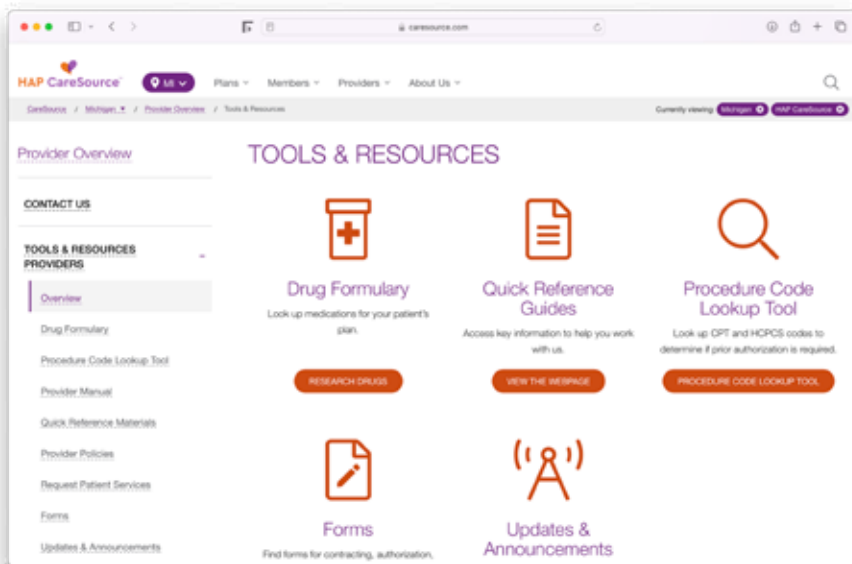 caresource.com
HAP CareSource
MI
Plans
Members
Providers
About Us
CareSource / Michigan / Provider Overview / Tools & Resources
Currently viewing: Michigan HAP CareSource
Provider Overview
CONTACT US
TOOLS & RESOURCES
PROVIDERS
Overview
Drug Formulary
Procedure Code Lookup Tool
Provider Manual
Quick Reference Materials
Provider Policies
Request Patient Services
Forms
Updates & Announcements
TOOLS & RESOURCES
Drug Formulary
Look up medications for your patient's
plan.
RESEARCH DRUGS
Quick Reference
Guides
Access key information to help you work
with us.
VIEW THE WEBPAGE
Procedure Code
Lookup Tool
Look up CPT and HCPCS codes to
determine if prior authorization is required.
PROCEDURE CODE LOOKUP TOOL
Forms
Find forms for contracting, authorization,
Updates &
Announcements